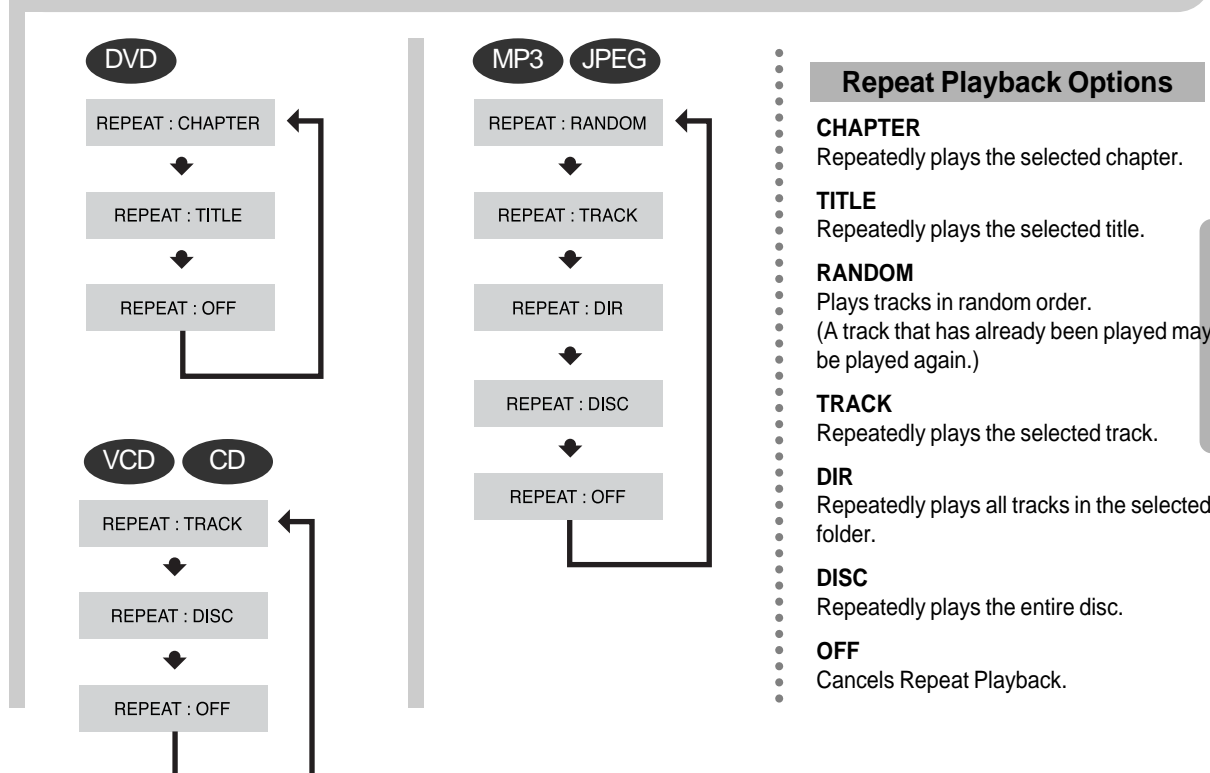 DVD
REPEAT : CHAPTER
REPEAT : TITLE
REPEAT : OFF
VCD CD
REPEAT : TRACK
REPEAT : DISC
REPEAT : OFF
MP3 JPEG
REPEAT : RANDOM
REPEAT : TRACK
REPEAT : DIR
REPEAT : DISC
REPEAT : OFF
Repeat Playback Options
CHAPTER
Repeatedly plays the selected chapter.
TITLE
Repeatedly plays the selected title.
RANDOM
Plays tracks in random order.
(A track that has already been played may
be played again.)
TRACK
Repeatedly plays the selected track.
DIR
Repeatedly plays all tracks in the selected
folder.
DISC
Repeatedly plays the entire disc.
OFF
Cancels Repeat Playback.